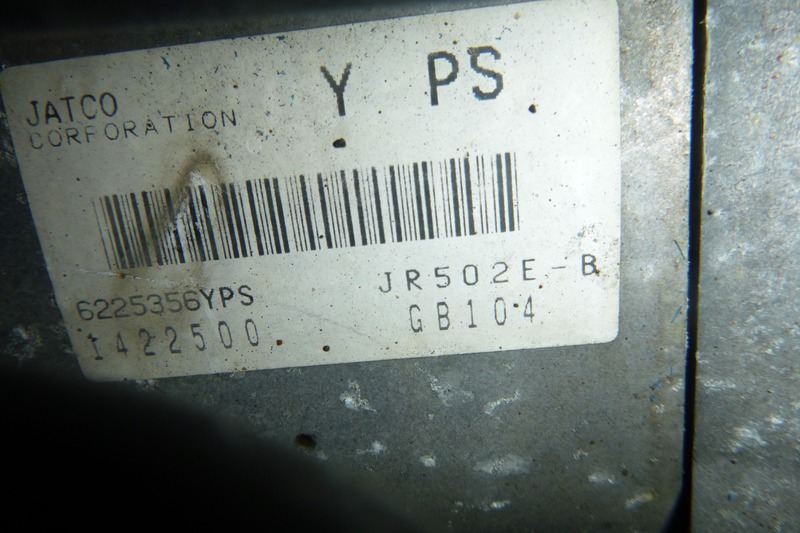 JATCO Y PS
CORPORATION
6225356YPS JR502E-B
1422500 GB104